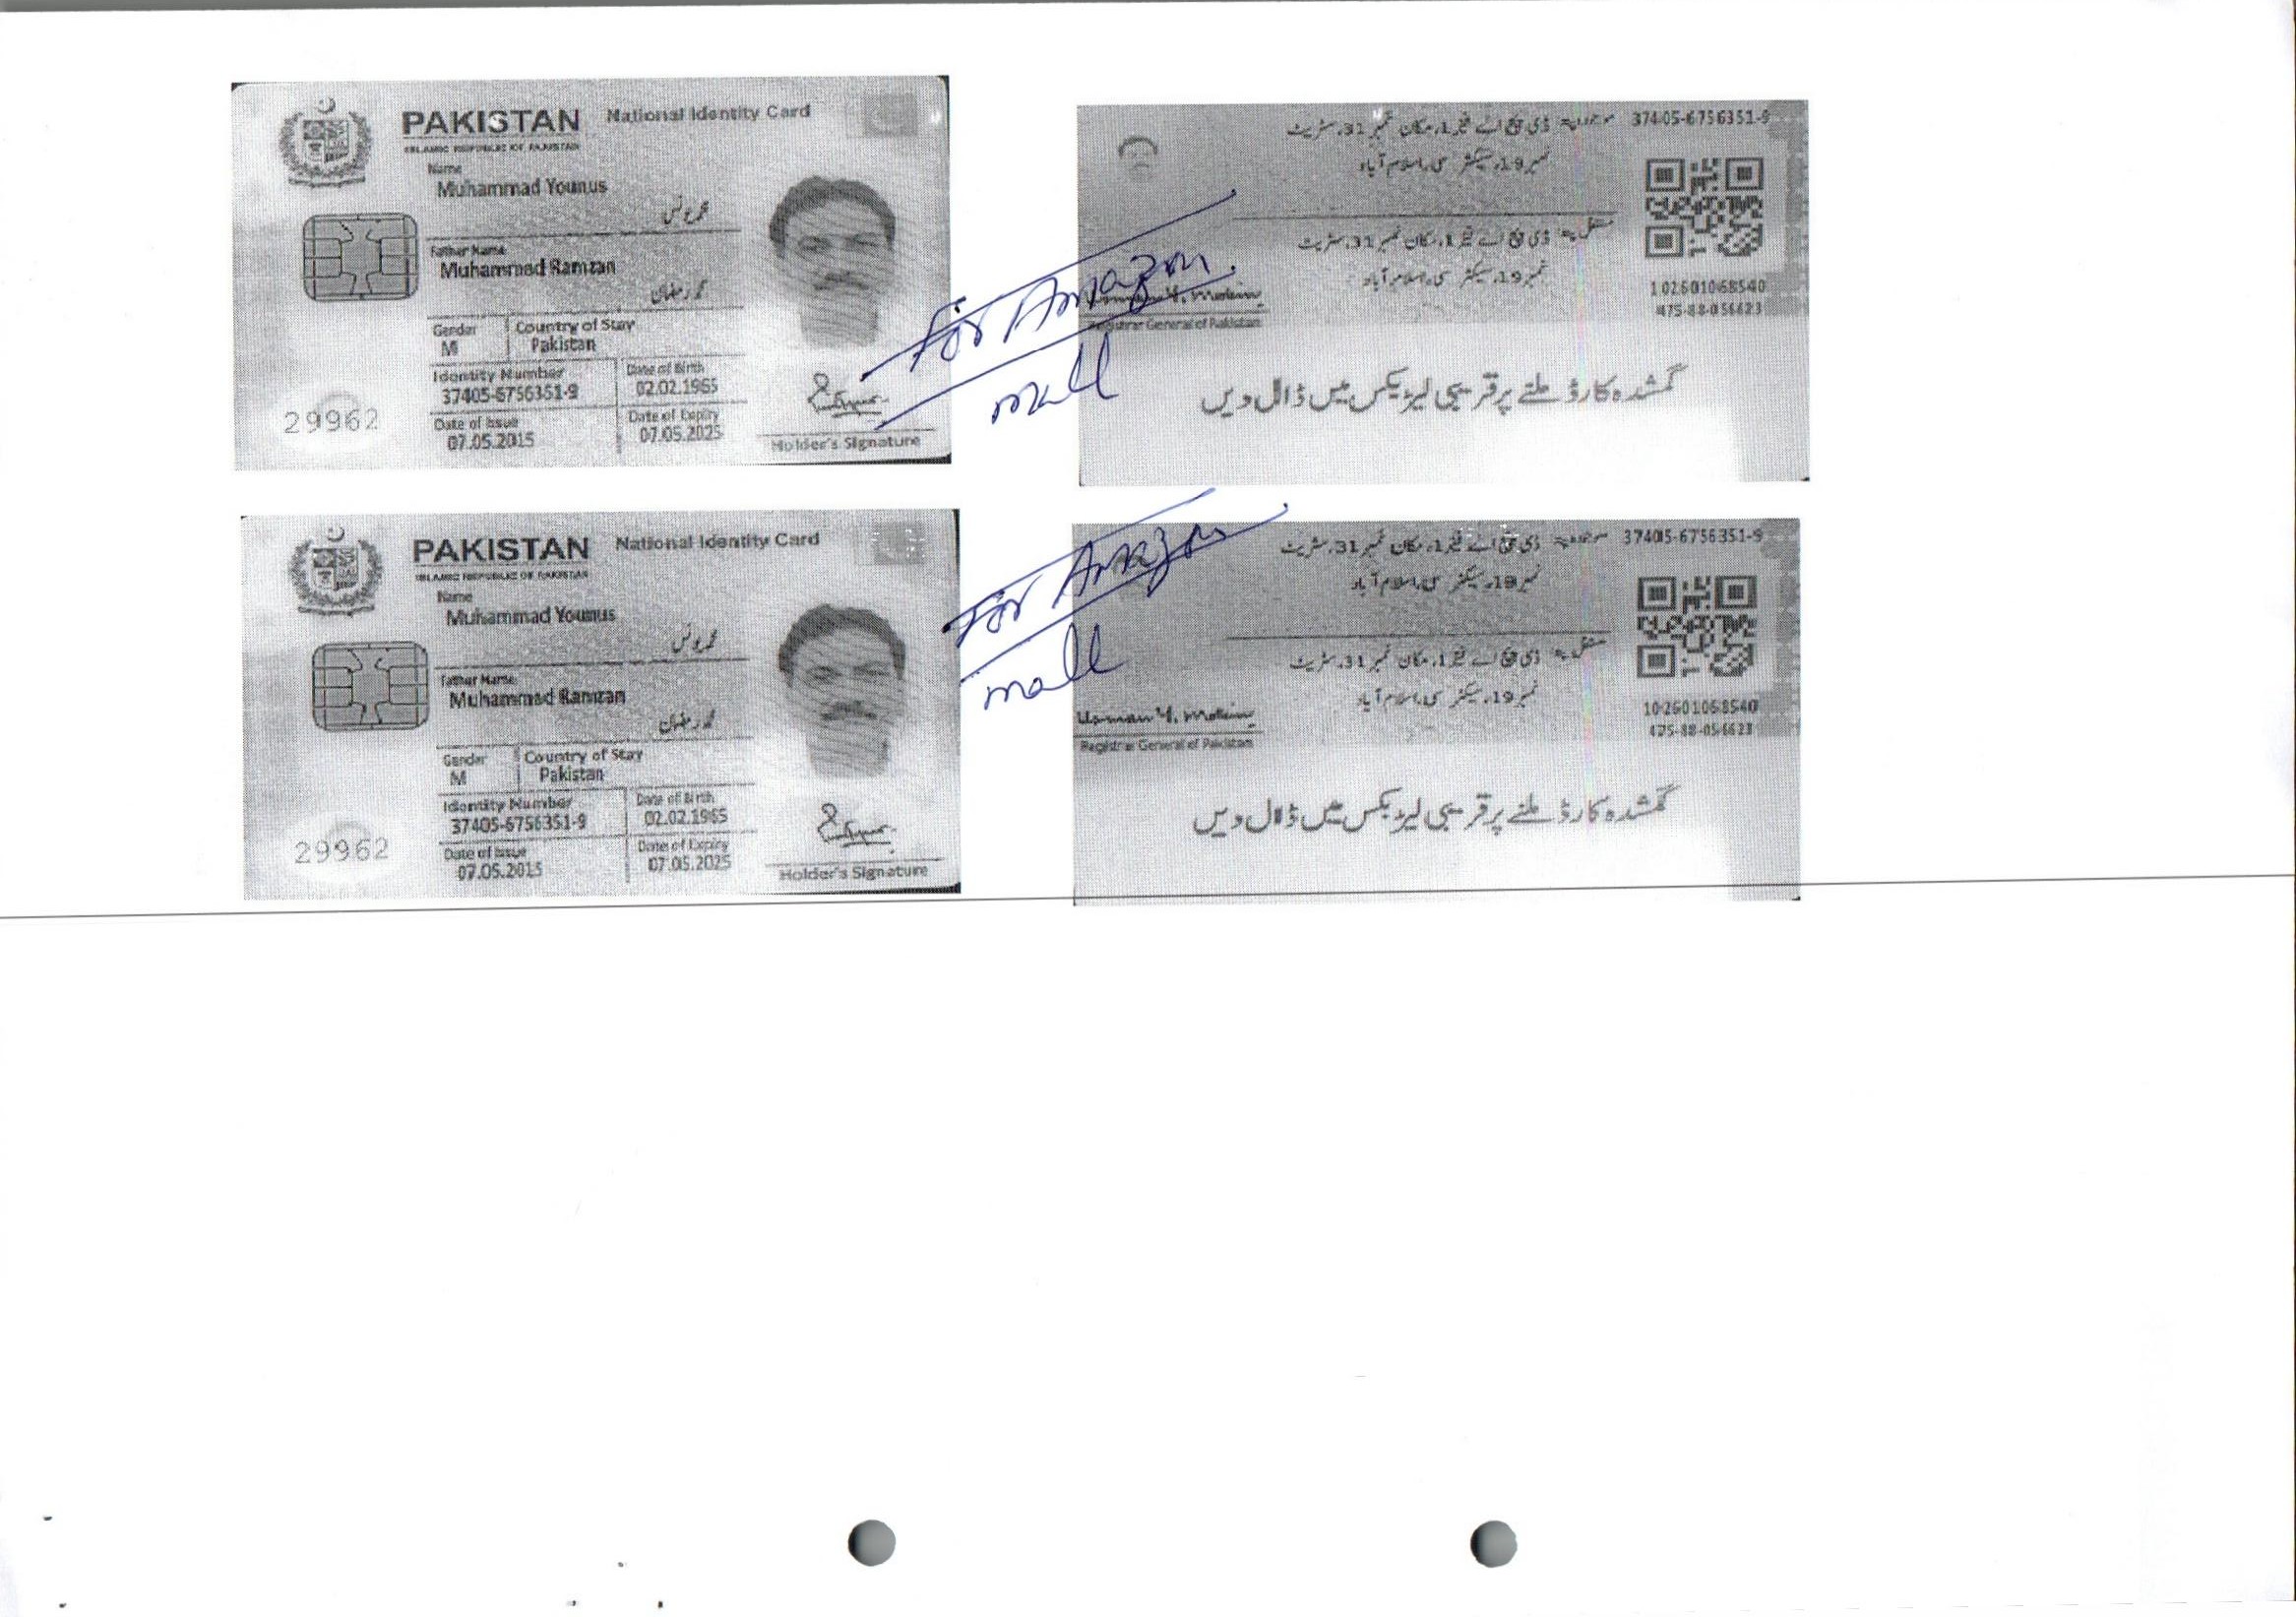 PAKISTAN National Identity Card
ISLAMIC REPUBLIC OF PAKISTAN
Name
Muhammad Younus
محمد یونس
Father Name
Muhammad Ramzan
محمد رمضان
Gender Country of Stay
M Pakistan
Identity Number Date of Birth
37405-6756351-9 02.02.1965
Date of Issue Date of Expiry
07.05.2015 07.05.2025
29962
Holder's Signature
For Amazon
mall
37405-6756351-9
موجودہ پتہ: ڈی ایچ اے فیز 1، مکان نمبر 31، سٹریٹ
نمبر 19، سیکٹر سی، اسلام آباد
مستقل پتہ: ڈی ایچ اے فیز 1، مکان نمبر 31، سٹریٹ
نمبر 19، سیکٹر سی، اسلام آباد
102601068540
475-88-056623
Registrar General of Pakistan
گمشدہ کارڈ ملنے پر قریبی لیٹر بکس میں ڈال دیں
PAKISTAN National Identity Card
ISLAMIC REPUBLIC OF PAKISTAN
Name
Muhammad Younus
محمد یونس
Father Name
Muhammad Ramzan
محمد رمضان
Gender Country of Stay
M Pakistan
Identity Number Date of Birth
37405-6756351-9 02.02.1965
Date of Issue Date of Expiry
07.05.2015 07.05.2025
29962
Holder's Signature
For Amazon
mall
37405-6756351-9
موجودہ پتہ: ڈی ایچ اے فیز 1، مکان نمبر 31، سٹریٹ
نمبر 19، سیکٹر سی، اسلام آباد
مستقل پتہ: ڈی ایچ اے فیز 1، مکان نمبر 31، سٹریٹ
نمبر 19، سیکٹر سی، اسلام آباد
102601068540
475-88-056623
Usman Y. Mobin
Registrar General of Pakistan
گمشدہ کارڈ ملنے پر قریبی لیٹر بکس میں ڈال دیں